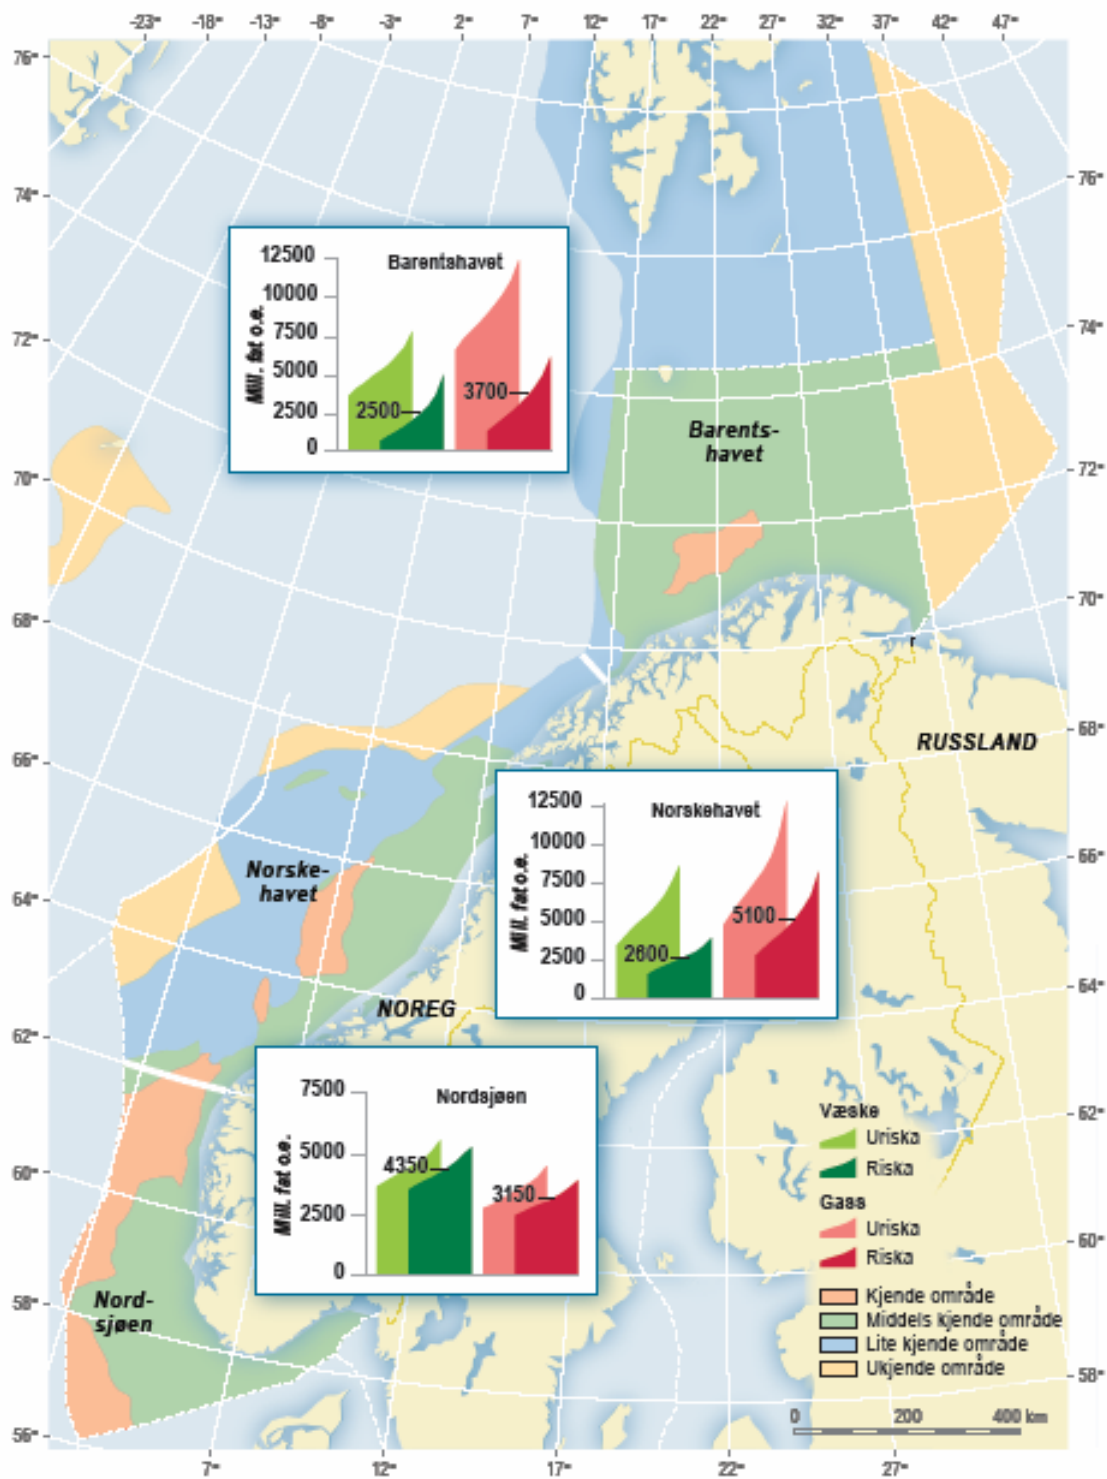 -23° -18° -13° -8° -3° 2° 7° 12° 17° 22° 27° 32° 37° 42° 47°
76°
74°
72°
70°
68°
66°
64°
62°
60°
58°
56°
76°
74°
72°
70°
68°
66°
64°
62°
60°
58°
Barentshavet
Mill. fat o.e.
12500
10000
7500
5000
2500
0
2500
3700
Barents-
havet
RUSSLAND
Norskehavet
Mill. fat o.e.
12500
10000
7500
5000
2500
0
2600
5100
Norske-
havet
NOREG
Nordsjøen
Mill. fat o.e.
7500
5000
2500
0
4350
3150
Nord-
sjøen
Væske
Uriska
Riska
Gass
Uriska
Riska
Kjende område
Middels kjende område
Lite kjende område
Ukjende område
0 200 400 km
7° 12° 17° 22° 27°